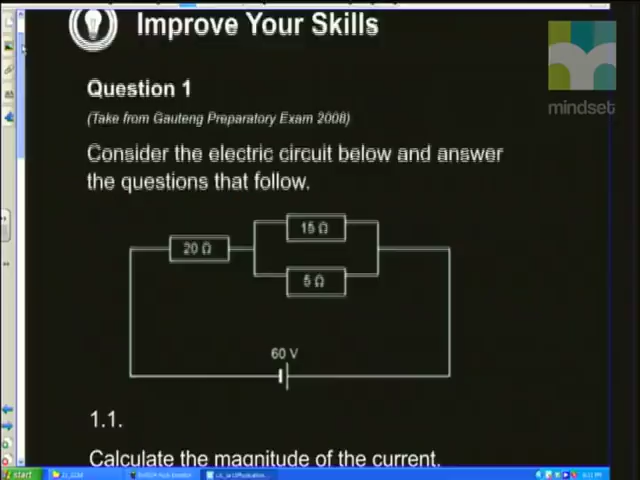 Improve Your Skills
mindset
Question 1
(Take from Gauteng Preparatory Exam 2008)
Consider the electric circuit below and answer
the questions that follow.
15 Ω
20 Ω
5 Ω
60 V
1.1.
Calculate the magnitude of the current.
start